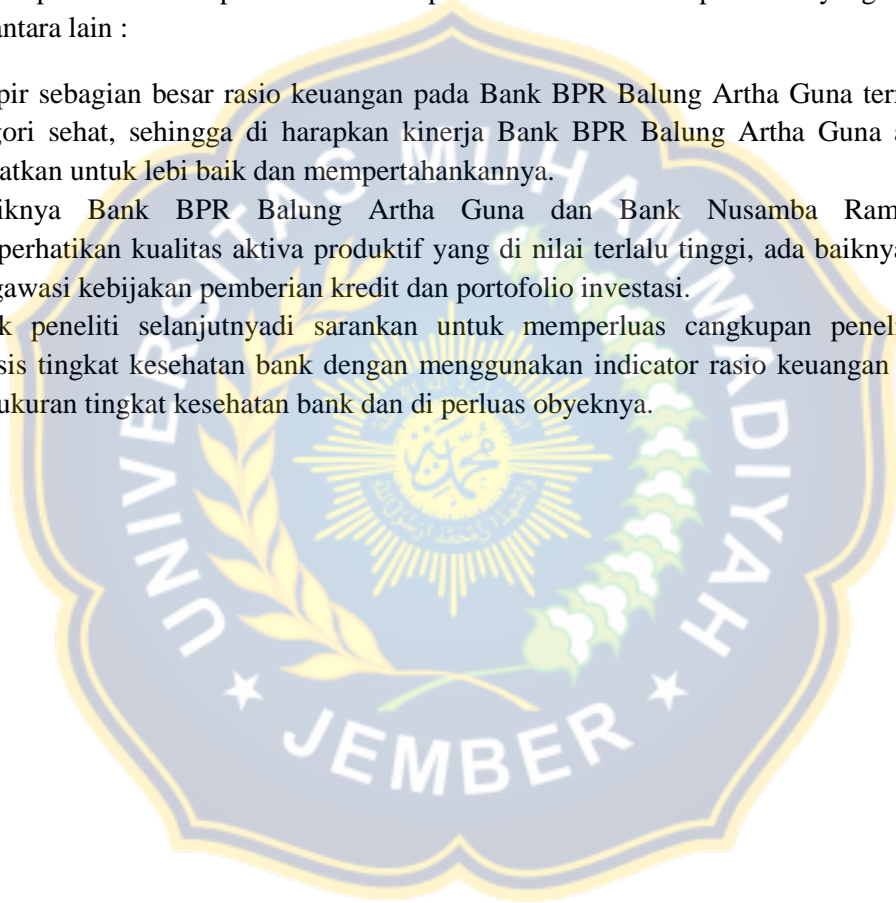 antara lain :
pir sebagian besar rasio keuangan pada Bank BPR Balung Artha Guna ter
gori sehat, sehingga di harapkan kinerja Bank BPR Balung Artha Guna a
atkan untuk lebi baik dan mempertahankannya.
iknya Bank BPR Balung Artha Guna dan Bank Nusamba Ram
perhatikan kualitas aktiva produktif yang di nilai terlalu tinggi, ada baiknya
gawasi kebijakan pemberian kredit dan portofolio investasi.
k peneliti selanjutnyadi sarankan untuk memperluas cangkupan penel
sis tingkat kesehatan bank dengan menggunakan indicator rasio keuangan
ukuran tingkat kesehatan bank dan di perluas obyeknya.
UNIVERSITAS MUHAMMADIYAH
JEMBER